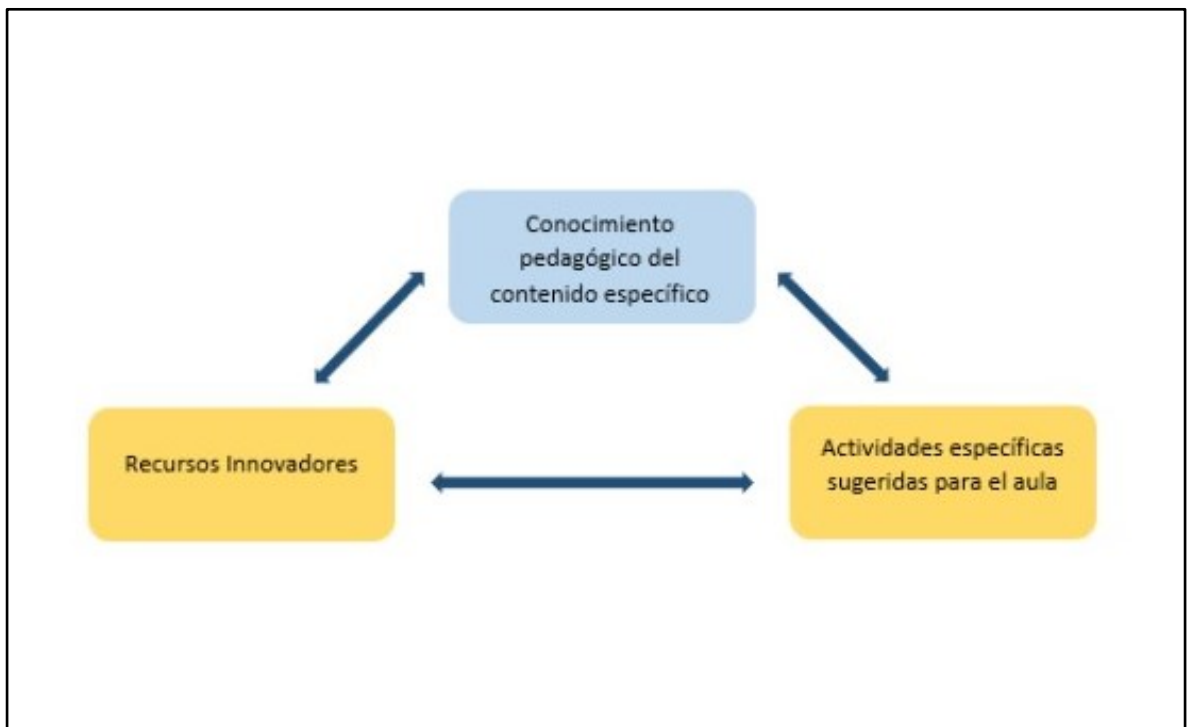 Conocimiento
pedagógico del
contenido específico
Recursos Innovadores
Actividades específicas
sugeridas para el aula